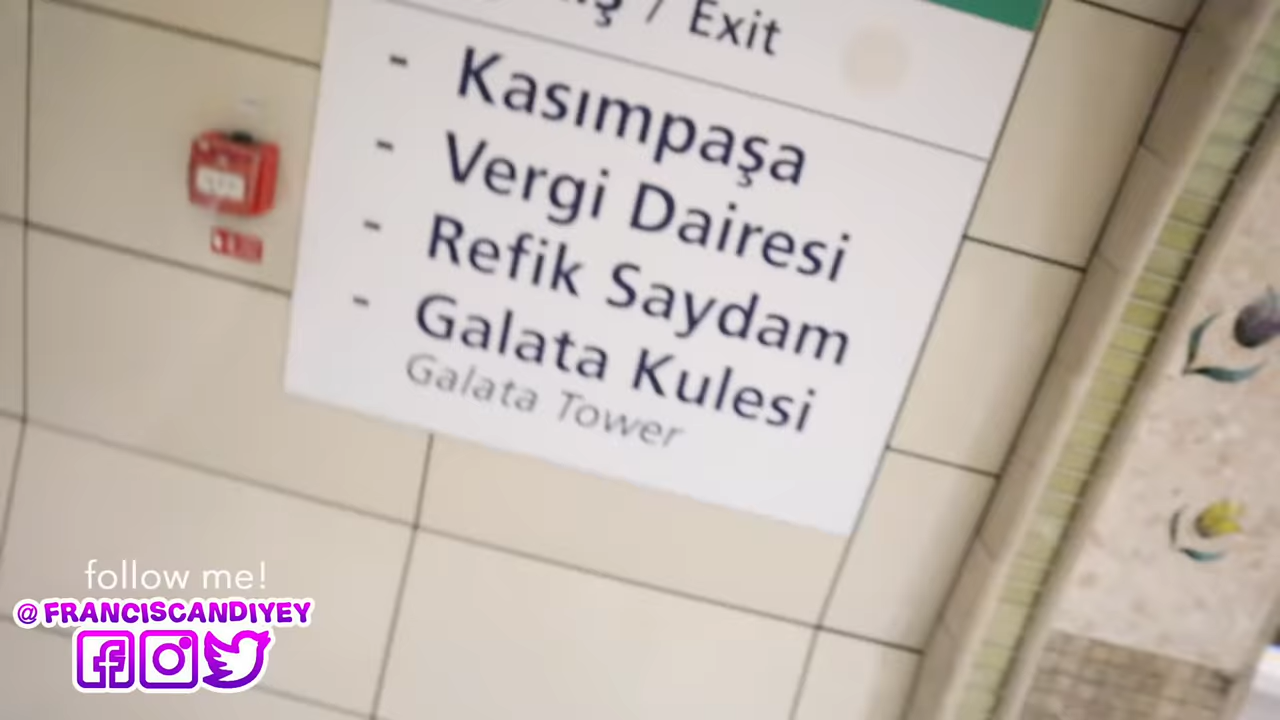 / Exit
- Kasımpaşa
- Vergi Dairesi
- Refik Saydam
- Galata Kulesi
Galata Tower
follow me!
@FRANCISCANDIYEY